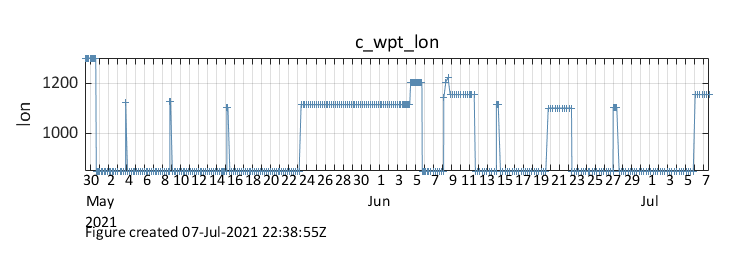 c_wpt_lon
1200
1000
lon
30 2 4 6 8 10 12 14 16 18 20 22 24 26 28 30 1 3 5 7 9 11 13 15 17 19 21 23 25 27 29 1 3 5 7
May Jun Jul
2021
Figure created 07-Jul-2021 22:38:55Z